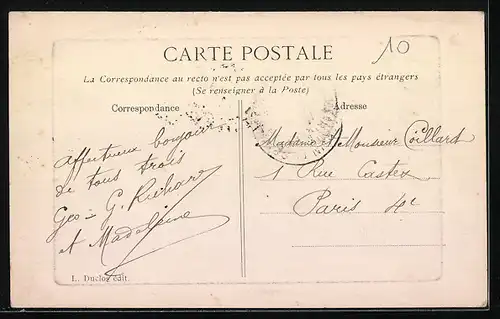 CARTE POSTALE
10
La Correspondance au recto n'est pas acceptée par tous les pays étrangers
(Se renseigner à la Poste)
Correspondance
Adresse
Affectueux bonjour
de tous trois
Geo - G. Richard
et Madeleine
Madame et Monsieur Coillard
1 Rue Castex
Paris 4e
L. Duclos édit.